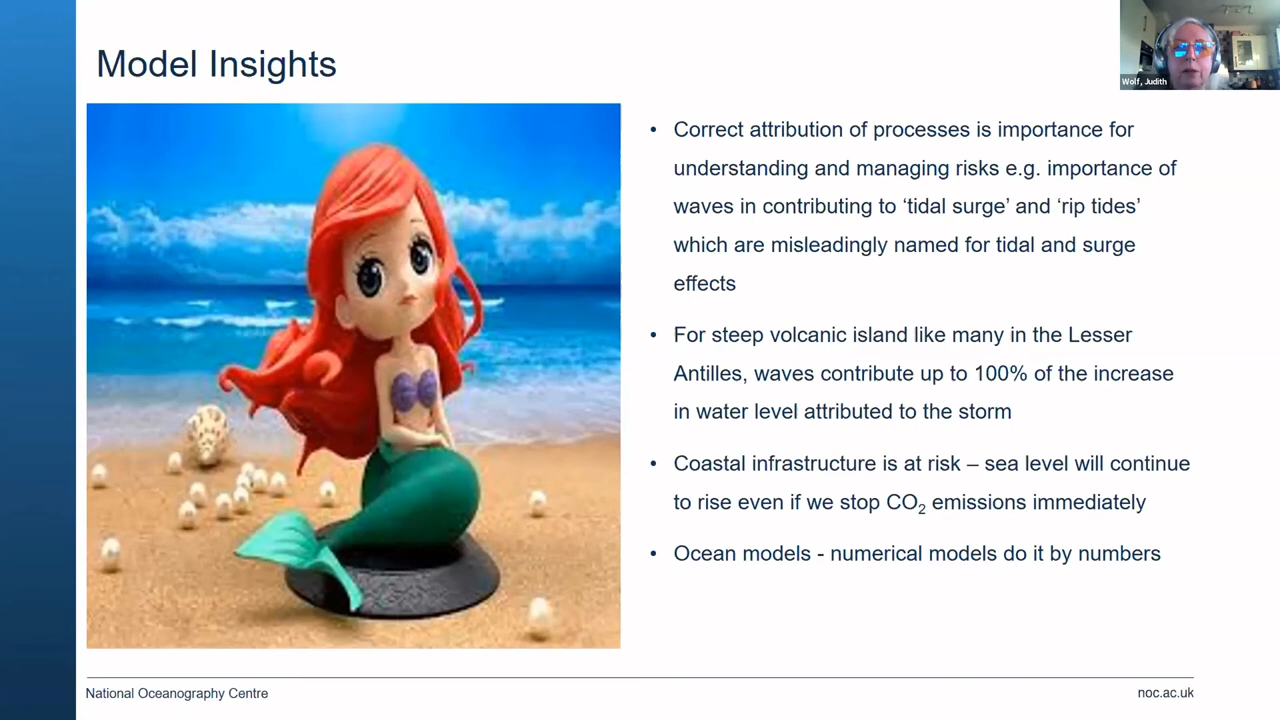 Model Insights
Wolf, Judith
• Correct attribution of processes is importance for
understanding and managing risks e.g. importance of
waves in contributing to ‘tidal surge’ and ‘rip tides’
which are misleadingly named for tidal and surge
effects
• For steep volcanic island like many in the Lesser
Antilles, waves contribute up to 100% of the increase
in water level attributed to the storm
• Coastal infrastructure is at risk – sea level will continue
to rise even if we stop CO₂ emissions immediately
• Ocean models - numerical models do it by numbers
National Oceanography Centre
noc.ac.uk